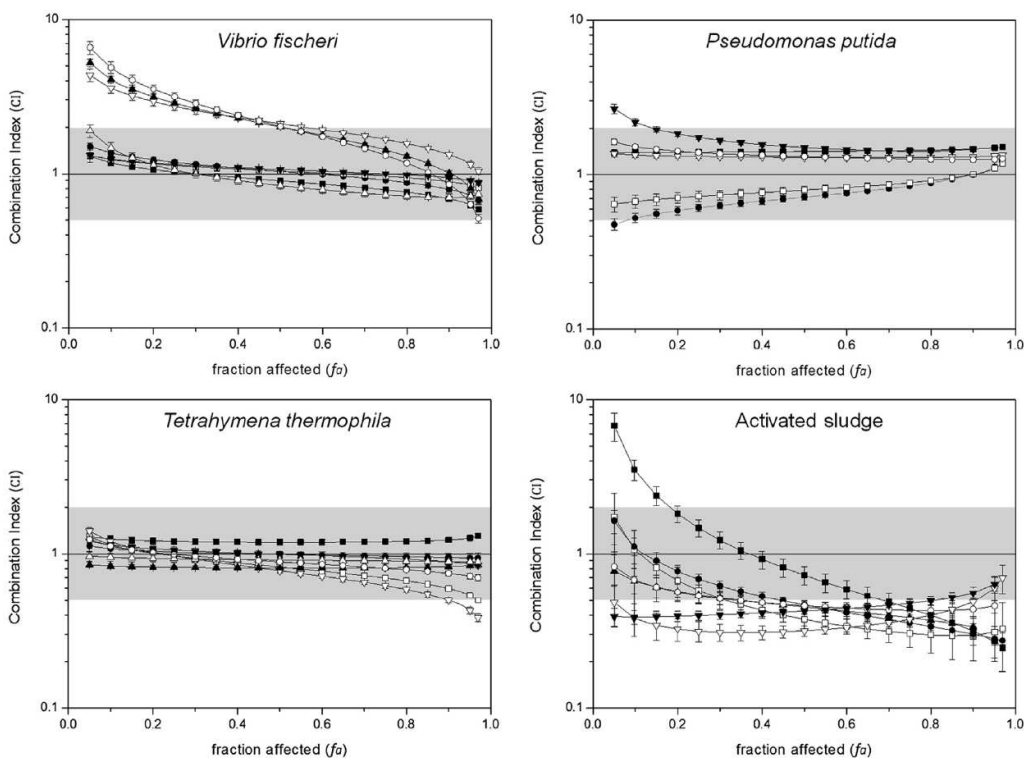 Vibrio fischeri
10
1
0.1
Combination Index (CI)
0.0 0.2 0.4 0.6 0.8 1.0
fraction affected (fa)
Pseudomonas putida
10
1
0.1
Combination Index (CI)
0.0 0.2 0.4 0.6 0.8 1.0
fraction affected (fa)
Tetrahymena thermophila
10
1
0.1
Combination Index (CI)
0.0 0.2 0.4 0.6 0.8 1.0
fraction affected (fa)
Activated sludge
10
1
0.1
Combination Index (CI)
0.0 0.2 0.4 0.6 0.8 1.0
fraction affected (fa)